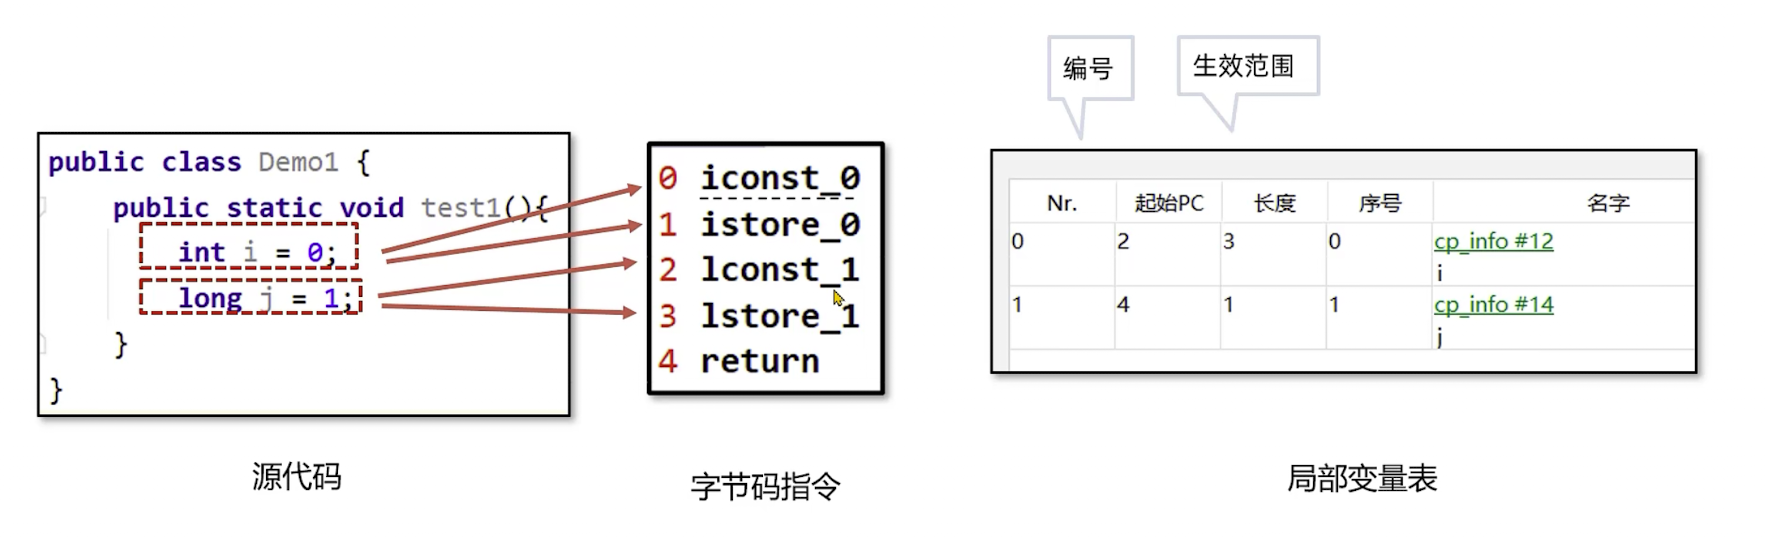 编号
生效范围
public class Demo1 {
public static void test1(){
int i = 0;
long j = 1;
}
}
源代码
0 iconst_0
1 istore_0
2 lconst_1
3 lstore_1
4 return
字节码指令
Nr. 起始PC 长度 序号 名字
0 2 3 0 cp_info #12
i
1 4 1 1 cp_info #14
j
局部变量表